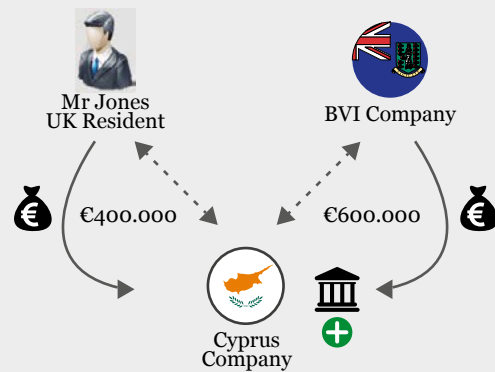 Mr Jones
UK Resident
BVI Company
€400.000
€600.000
€
€
Cyprus
Company